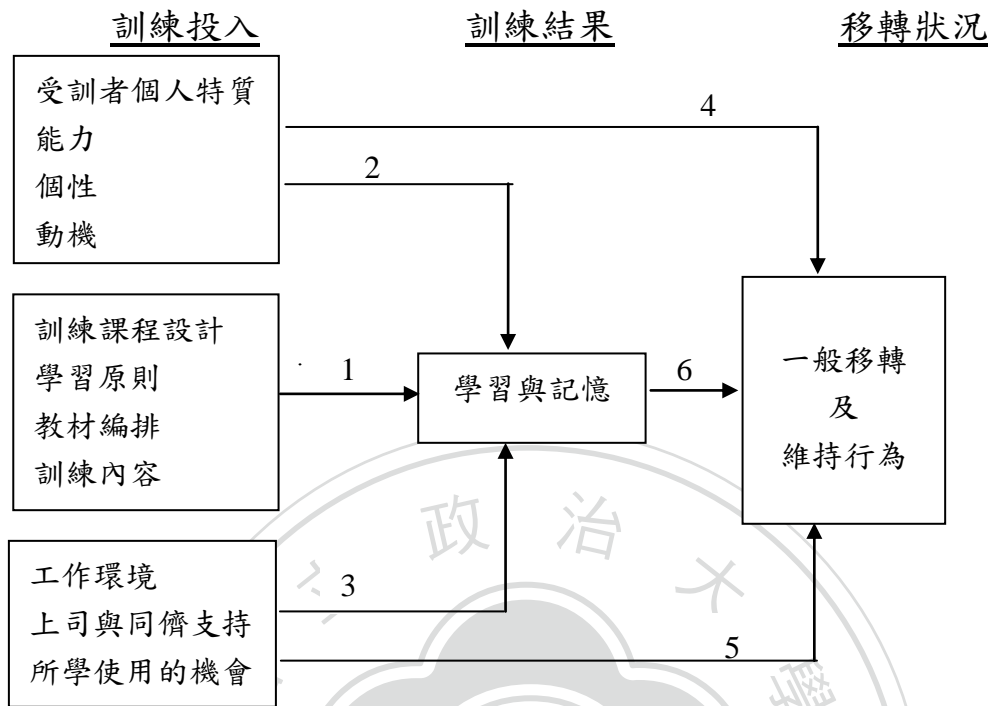 訓練投入 訓練結果 移轉狀況
受訓者個人特質
能力
個性
動機
4
2
訓練課程設計
學習原則
教材編排
訓練內容
1
學習與記憶
6
一般移轉
及
維持行為
工作環境
上司與同儕支持
所學使用的機會
3
5
政治大學